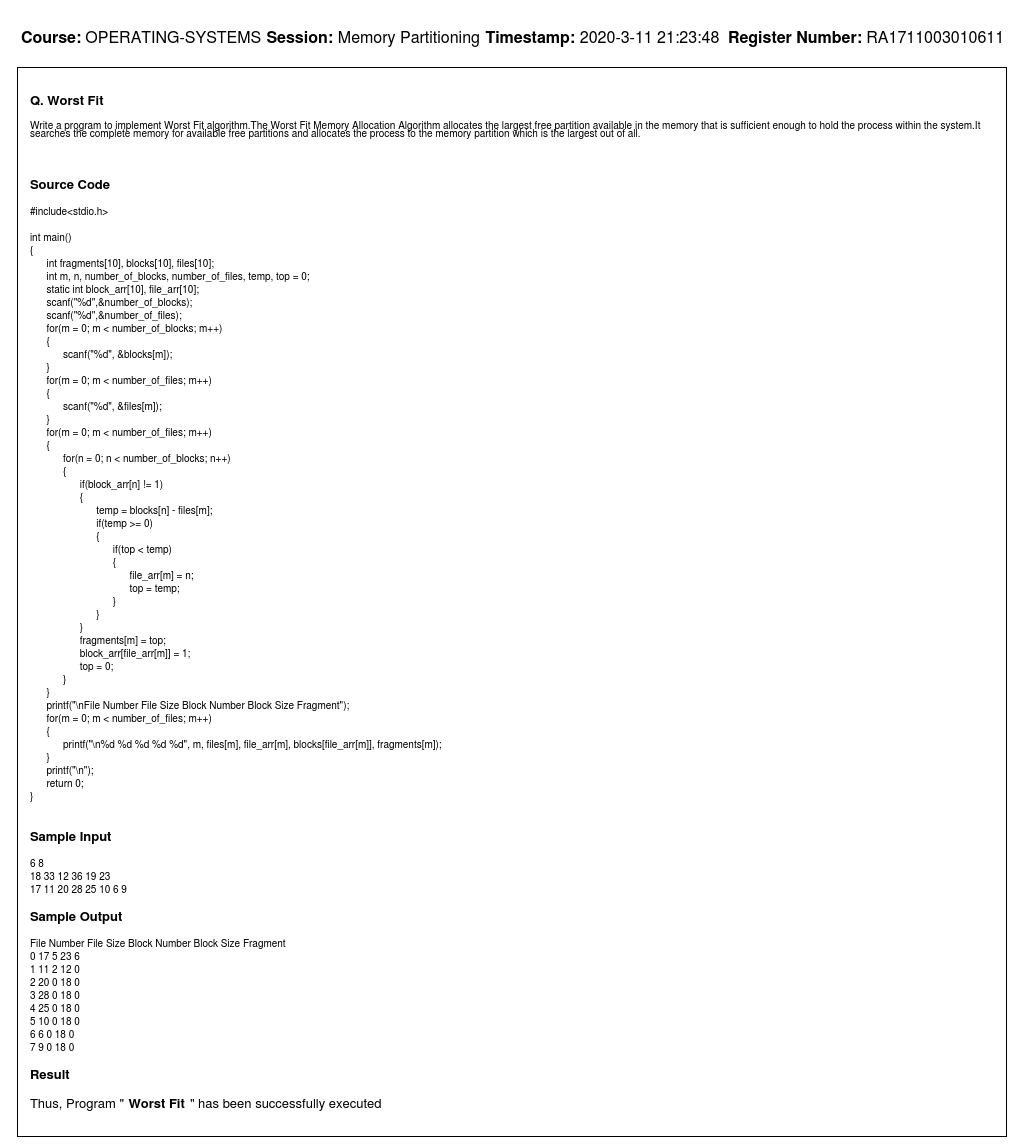 Course: OPERATING-SYSTEMS Session: Memory Partitioning Timestamp: 2020-3-11 21:23:48 Register Number: RA1711003010611
Q. Worst Fit
Write a program to implement Worst Fit algorithm.The Worst Fit Memory Allocation Algorithm allocates the largest free partition available in the memory that is sufficient enough to hold the process within the system.It
searches the complete memory for available free partitions and allocates the process to the memory partition which is the largest out of all.
Source Code
#include<stdio.h>
int main()
{
int fragments[10], blocks[10], files[10];
int m, n, number_of_blocks, number_of_files, temp, top = 0;
static int block_arr[10], file_arr[10];
scanf("%d",&number_of_blocks);
scanf("%d",&number_of_files);
for(m = 0; m < number_of_blocks; m++)
{
scanf("%d", &blocks[m]);
}
for(m = 0; m < number_of_files; m++)
{
scanf("%d", &files[m]);
}
for(m = 0; m < number_of_files; m++)
{
for(n = 0; n < number_of_blocks; n++)
{
if(block_arr[n] != 1)
{
temp = blocks[n] - files[m];
if(temp >= 0)
{
if(top < temp)
{
file_arr[m] = n;
top = temp;
}
}
}
fragments[m] = top;
block_arr[file_arr[m]] = 1;
top = 0;
}
}
printf("\nFile Number File Size Block Number Block Size Fragment");
for(m = 0; m < number_of_files; m++)
{
printf("\n%d %d %d %d %d", m, files[m], file_arr[m], blocks[file_arr[m]], fragments[m]);
}
printf("\n");
return 0;
}
Sample Input
6 8
18 33 12 36 19 23
17 11 20 28 25 10 6 9
Sample Output
File Number File Size Block Number Block Size Fragment
0 17 5 23 6
1 11 2 12 0
2 20 0 18 0
3 28 0 18 0
4 25 0 18 0
5 10 0 18 0
6 6 0 18 0
7 9 0 18 0
Result
Thus, Program " Worst Fit " has been successfully executed